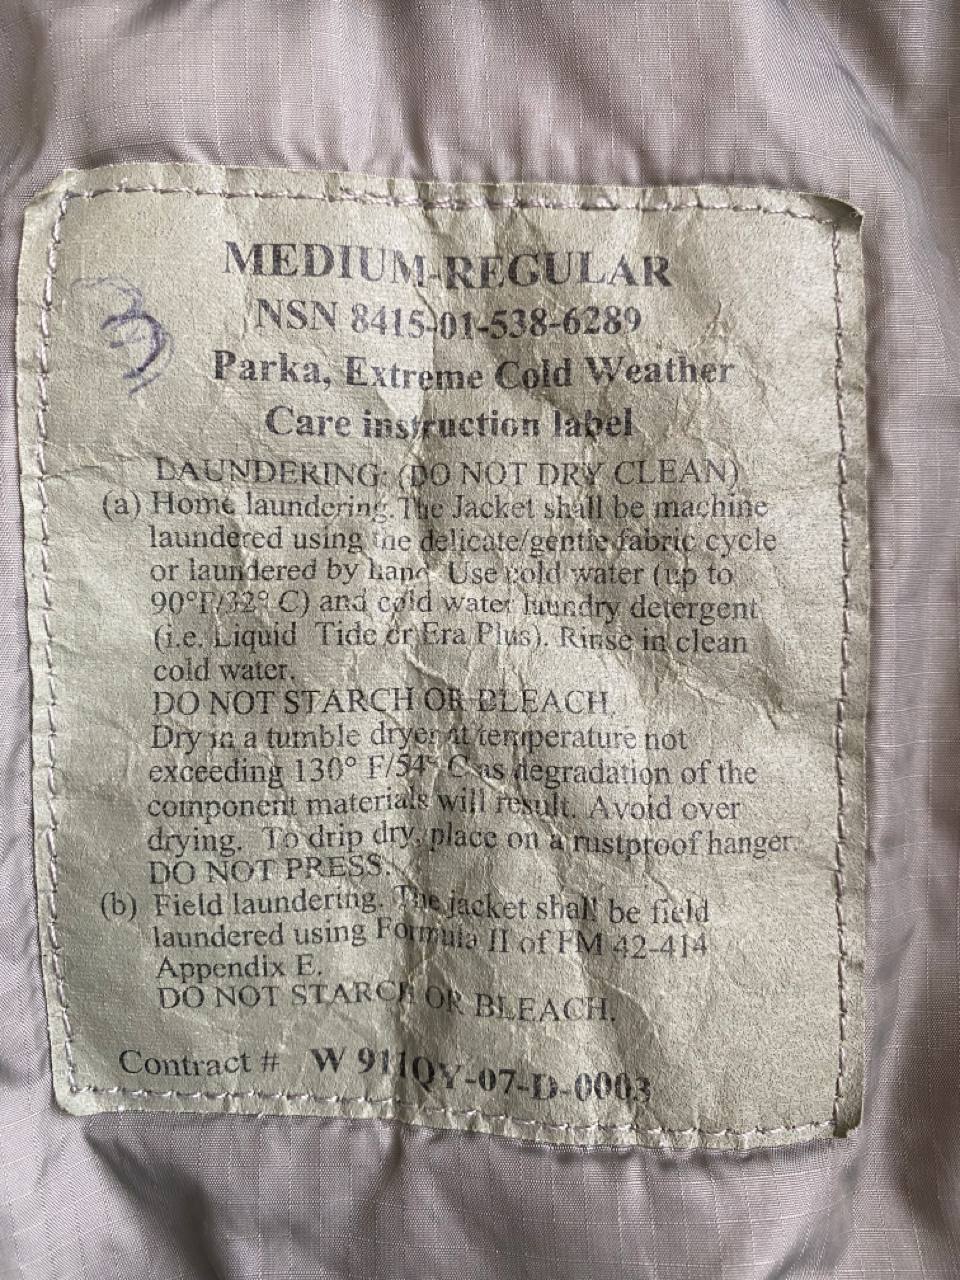 MEDIUM-REGULAR
NSN 8415-01-538-6289
Parka, Extreme Cold Weather
Care instruction label
LAUNDERING: (DO NOT DRY CLEAN)
(a) Home laundering. The Jacket shall be machine
laundered using the delicate/gentle fabric cycle
or laundered by hand. Use cold water (up to
90°F/32° C) and cold water laundry detergent
(i.e. Liquid Tide or Era Plus). Rinse in clean
cold water.
DO NOT STARCH OR BLEACH.
Dry in a tumble dryer at temperature not
exceeding 130° F/54° C as degradation of the
component materials will result. Avoid over
drying. To drip dry, place on a rustproof hanger.
DO NOT PRESS.
(b) Field laundering. The jacket shall be field
laundered using Formula II of FM 42-414
Appendix E.
DO NOT STARCH OR BLEACH.
Contract # W 911QY-07-D-0003